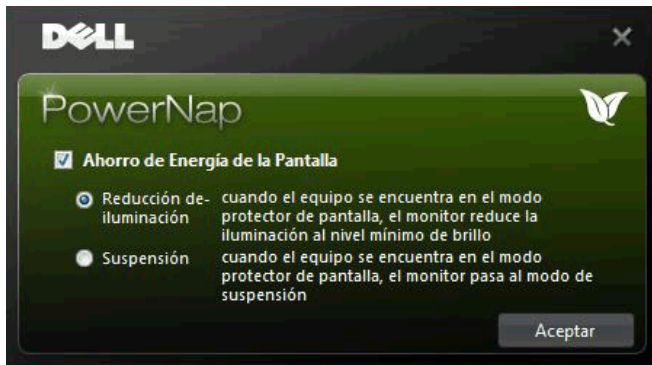 DELL
PowerNap
Ahorro de Energía de la Pantalla
Reducción de- cuando el equipo se encuentra en el modo
iluminación protector de pantalla, el monitor reduce la
iluminación al nivel mínimo de brillo
Suspensión cuando el equipo se encuentra en el modo
protector de pantalla, el monitor pasa al modo de
suspensión
Aceptar